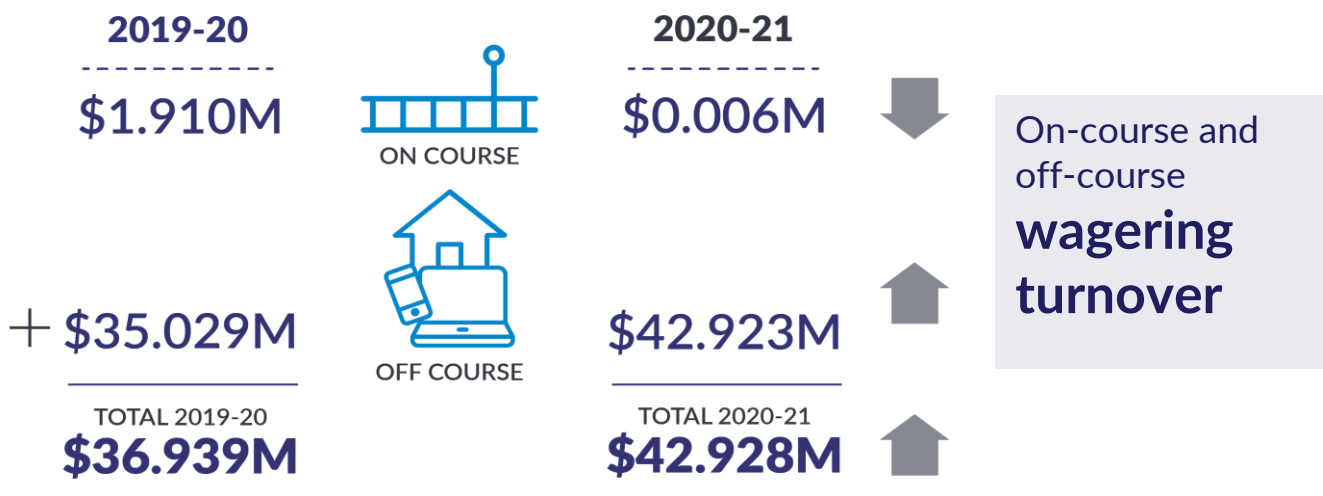 2019-20
2020-21
$1.910M
$0.006M
ON COURSE
On-course and
off-course
wagering
turnover
+ $35.029M
$42.923M
OFF COURSE
TOTAL 2019-20
TOTAL 2020-21
$36.939M
$42.928M